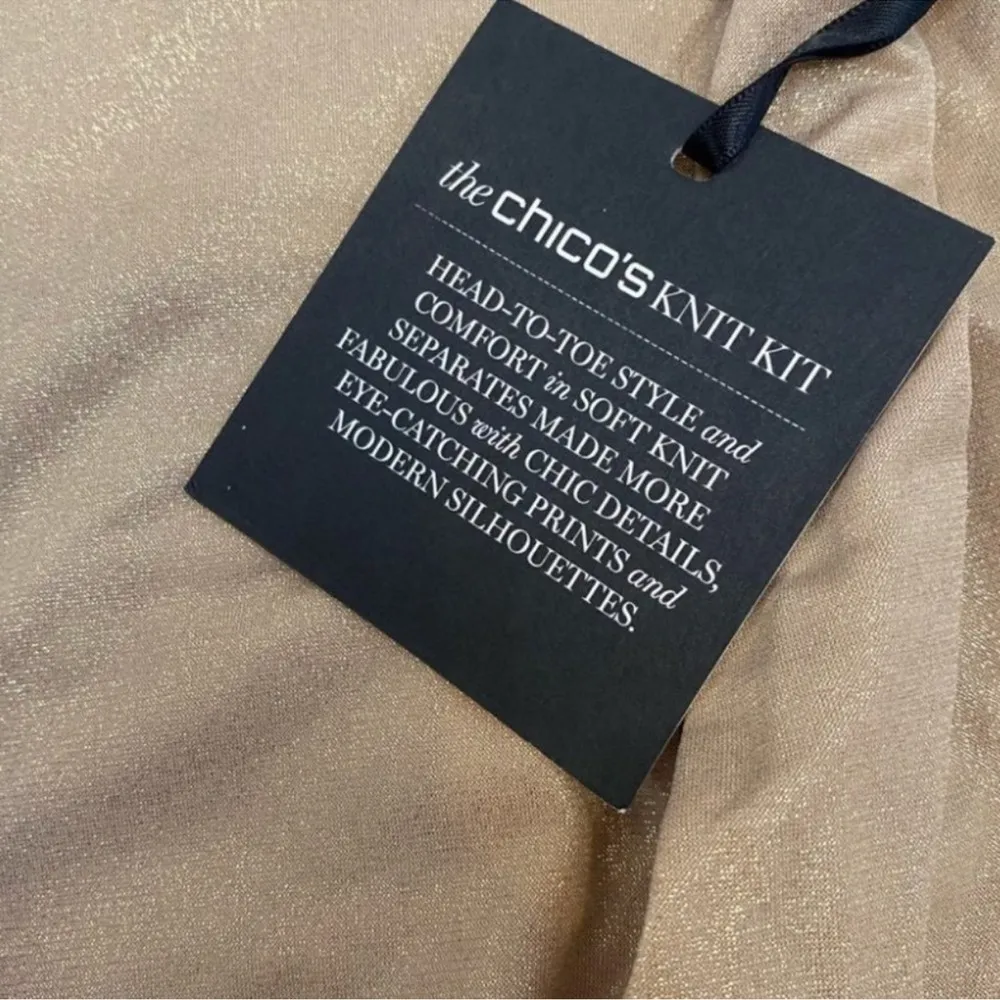 the chico's KNIT KIT
HEAD-TO-TOE STYLE and
COMFORT in SOFT KNIT
SEPARATES MADE MORE
FABULOUS with CHIC DETAILS,
EYE-CATCHING PRINTS and
MODERN SILHOUETTES.